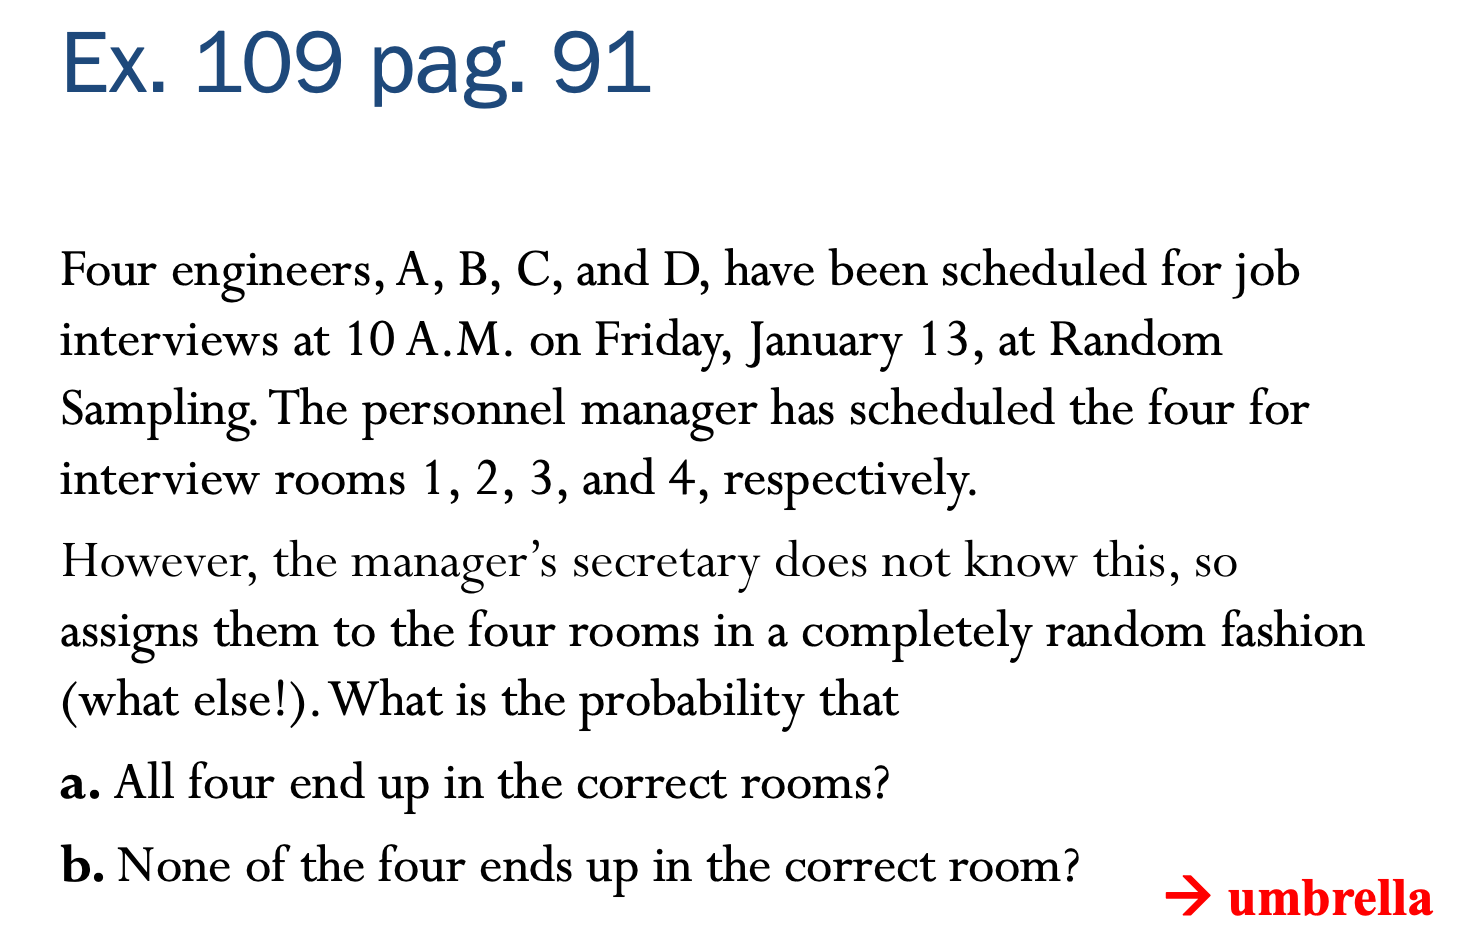 Ex. 109 pag. 91
Four engineers, A, B, C, and D, have been scheduled for job
interviews at 10 A.M. on Friday, January 13, at Random
Sampling. The personnel manager has scheduled the four for
interview rooms 1, 2, 3, and 4, respectively.
However, the manager’s secretary does not know this, so
assigns them to the four rooms in a completely random fashion
(what else!). What is the probability that
a. All four end up in the correct rooms?
b. None of the four ends up in the correct room?
→ umbrella